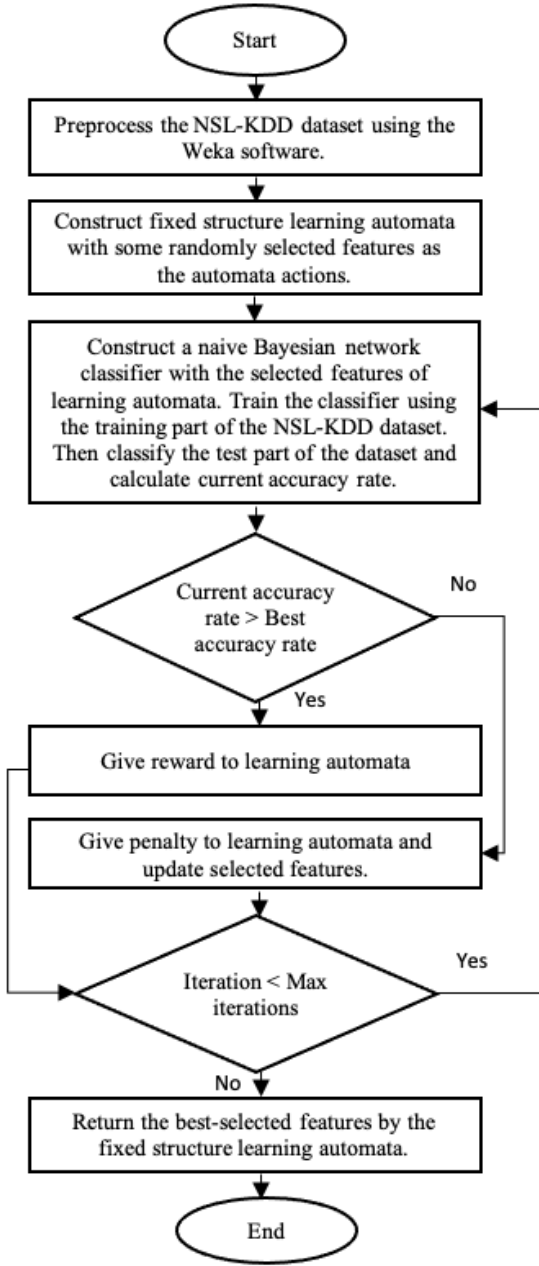 Start
Preprocess the NSL-KDD dataset using the
Weka software.
Construct fixed structure learning automata
with some randomly selected features as
the automata actions.
Construct a naive Bayesian network
classifier with the selected features of
learning automata. Train the classifier using
the training part of the NSL-KDD dataset.
Then classify the test part of the dataset and
calculate current accuracy rate.
Current accuracy
rate > Best
accuracy rate
No
Yes
Give reward to learning automata
Give penalty to learning automata and
update selected features.
Iteration < Max
iterations
Yes
No
Return the best-selected features by the
fixed structure learning automata.
End